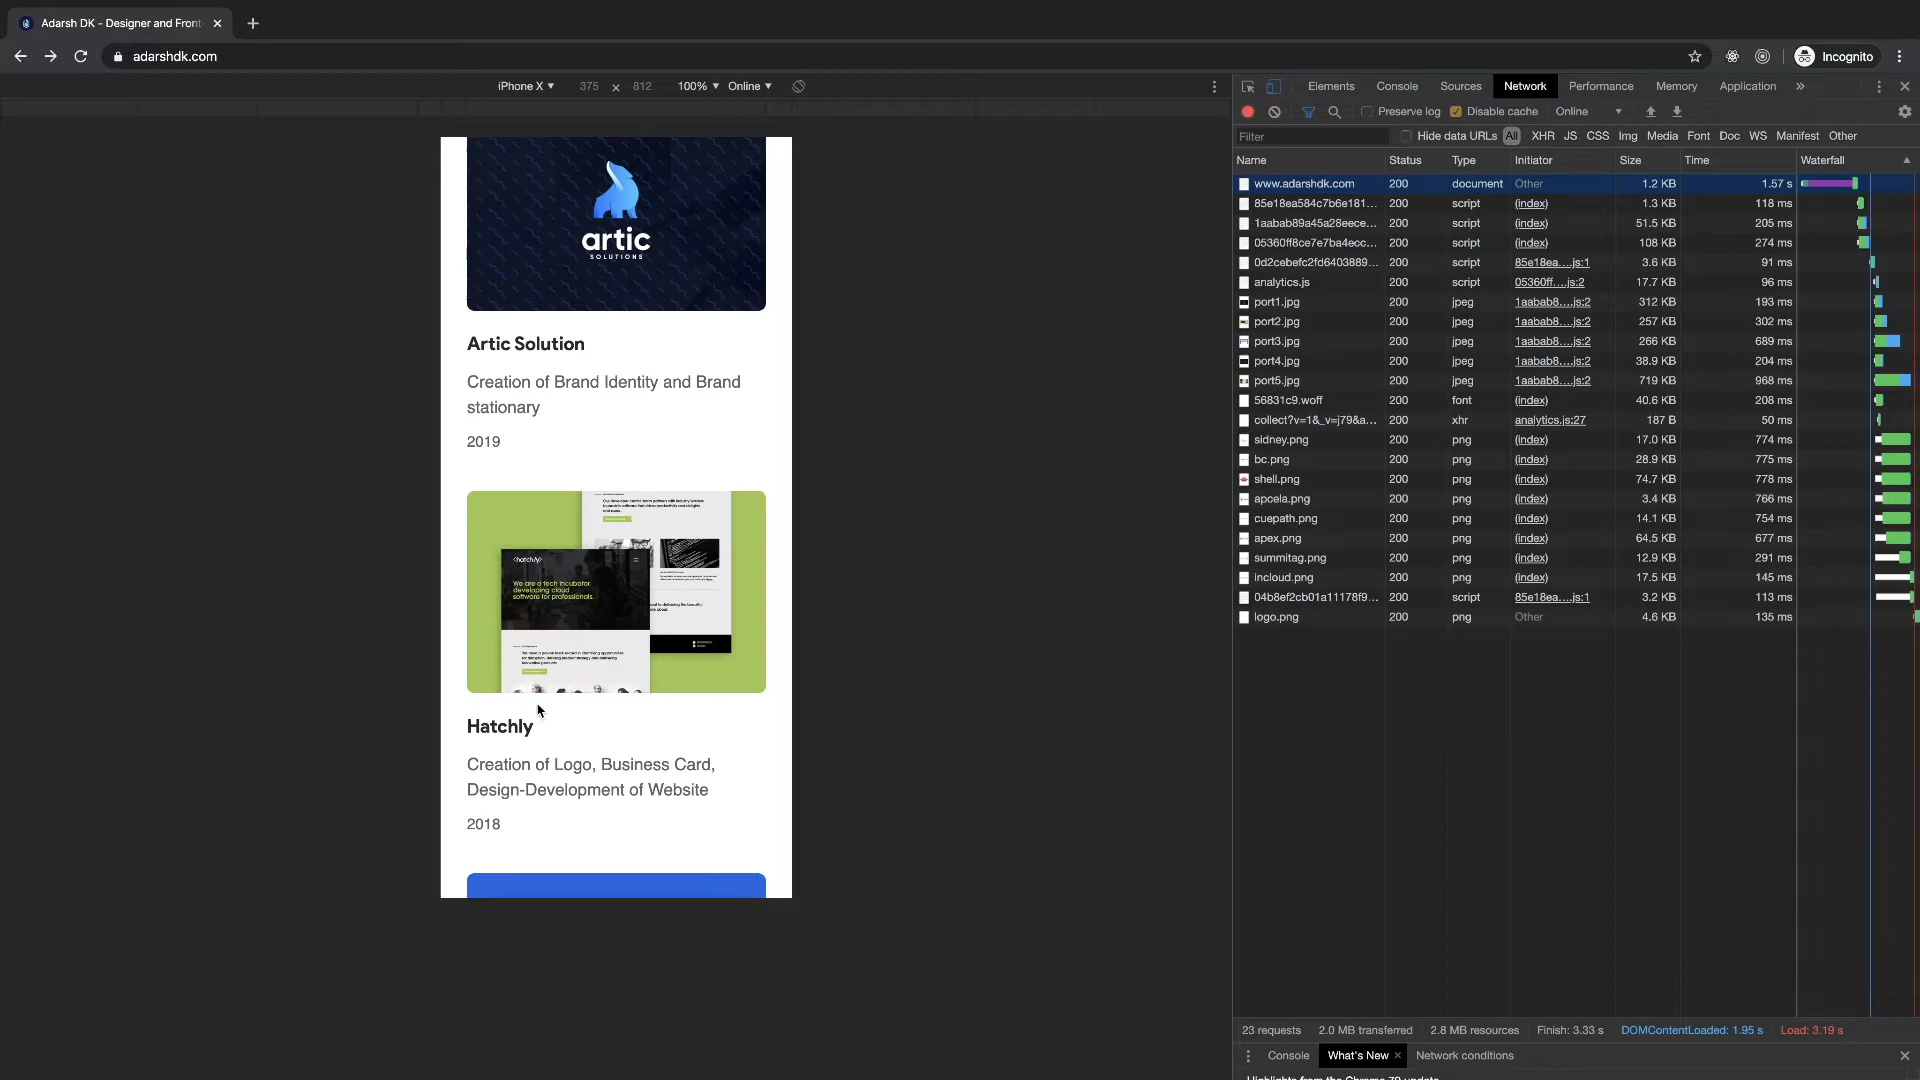 Adarsh DK - Designer and Front
adarshdk.com
Incognito
iPhone X ▾ 375 × 812 100% ▾ Online ▾
Elements Console Sources Network Performance Memory Application »
Preserve log Disable cache Online ▾
Filter Hide data URLs All XHR JS CSS Img Media Font Doc WS Manifest Other
Name Status Type Initiator Size Time Waterfall
www.adarshdk.com 200 document Other 1.2 KB 1.57 s
85e18ea584c7b6e181... 200 script (index) 1.3 KB 118 ms
1aabab89a45a28eece... 200 script (index) 51.5 KB 205 ms
05360ff8ce7e7ba4ecc... 200 script (index) 108 KB 274 ms
0d2cebefc2fd6403889... 200 script 85e18ea....js:1 3.6 KB 91 ms
analytics.js 200 script 05360ff....js:2 17.7 KB 96 ms
port1.jpg 200 jpeg 1aabab8....js:2 312 KB 193 ms
port2.jpg 200 jpeg 1aabab8....js:2 257 KB 302 ms
port3.jpg 200 jpeg 1aabab8....js:2 266 KB 689 ms
port4.jpg 200 jpeg 1aabab8....js:2 38.9 KB 204 ms
port5.jpg 200 jpeg 1aabab8....js:2 719 KB 968 ms
56831c9.woff 200 font (index) 40.6 KB 208 ms
collect?v=1&_v=j79&a... 200 xhr analytics.js:27 187 B 50 ms
sidney.png 200 png (index) 17.0 KB 774 ms
bc.png 200 png (index) 28.9 KB 775 ms
shell.png 200 png (index) 74.7 KB 778 ms
apcela.png 200 png (index) 3.4 KB 766 ms
cuepath.png 200 png (index) 14.1 KB 754 ms
apex.png 200 png (index) 64.5 KB 677 ms
summitag.png 200 png (index) 12.9 KB 291 ms
incloud.png 200 png (index) 17.5 KB 145 ms
04b8ef2cb01a11178f9... 200 script 85e18ea....js:1 3.2 KB 113 ms
logo.png 200 png Other 4.6 KB 135 ms
23 requests 2.0 MB transferred 2.8 MB resources Finish: 3.33 s DOMContentLoaded: 1.95 s Load: 3.19 s
Console What's New × Network conditions
Highlights from the Chrome 79 update
artic
SOLUTIONS
Artic Solution
Creation of Brand Identity and Brand
stationary
2019
<hatchly>
We are a tech incubator
developing cloud
software for professionals.
Hatchly
Creation of Logo, Business Card,
Design-Development of Website
2018